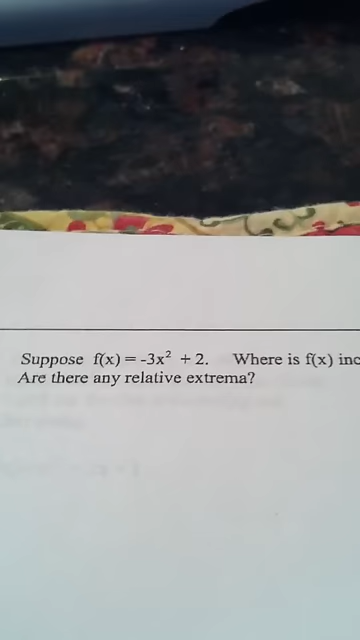 Suppose f(x) = -3x² + 2. Where is f(x) inc
Are there any relative extrema?